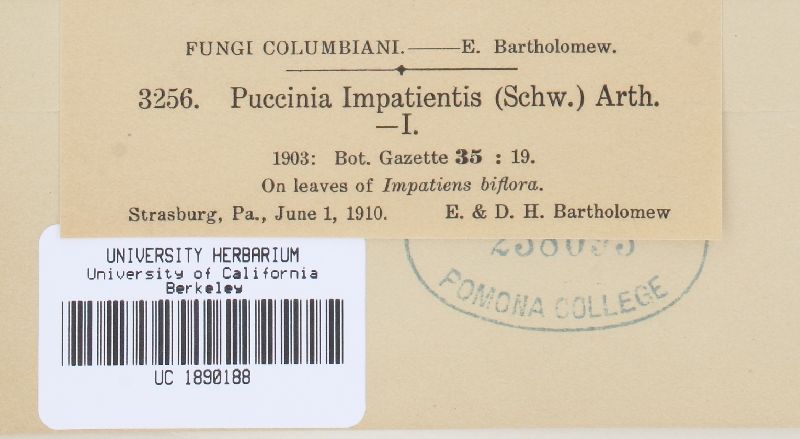 FUNGI COLUMBIANI.——E. Bartholomew.
3256. Puccinia Impatientis (Schw.) Arth.
—I.
1903: Bot. Gazette 35 : 19.
On leaves of Impatiens biflora.
Strasburg, Pa., June 1, 1910. E. & D. H. Bartholomew
UNIVERSITY HERBARIUM
University of California
Berkeley
UC 1890188
POMONA COLLEGE